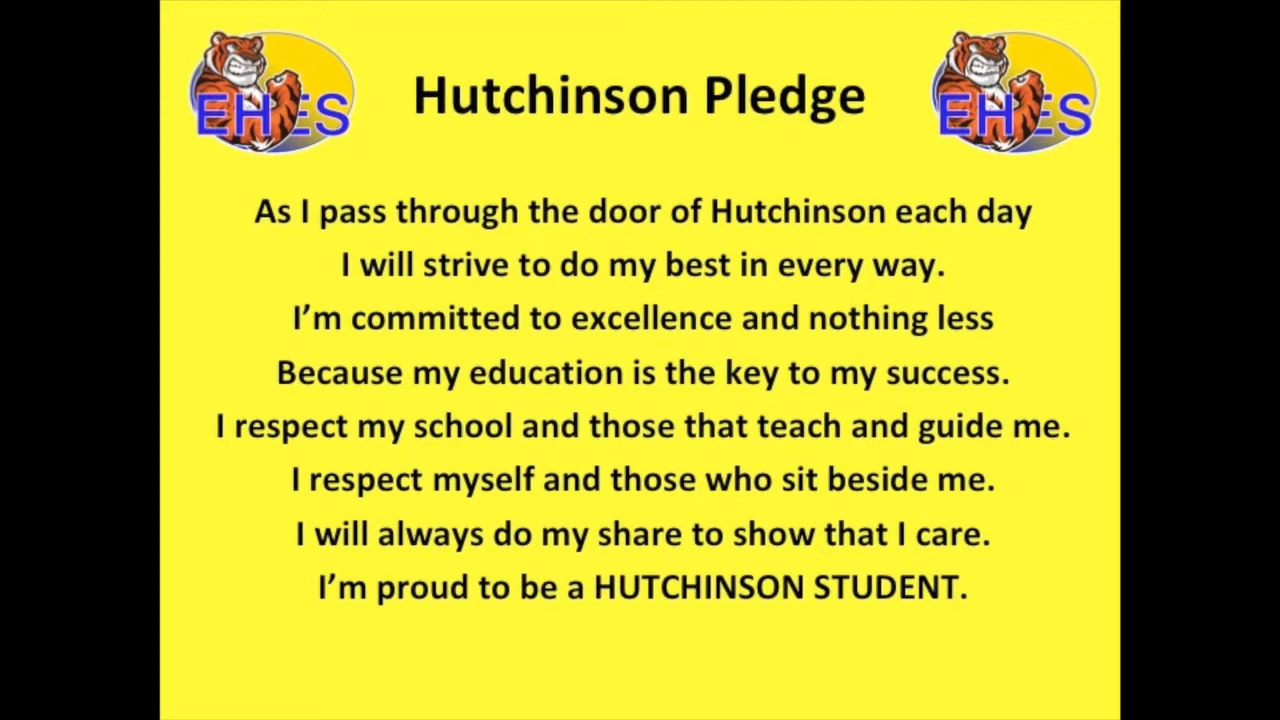 EHES
Hutchinson Pledge
EHES
As I pass through the door of Hutchinson each day
I will strive to do my best in every way.
I’m committed to excellence and nothing less
Because my education is the key to my success.
I respect my school and those that teach and guide me.
I respect myself and those who sit beside me.
I will always do my share to show that I care.
I’m proud to be a HUTCHINSON STUDENT.